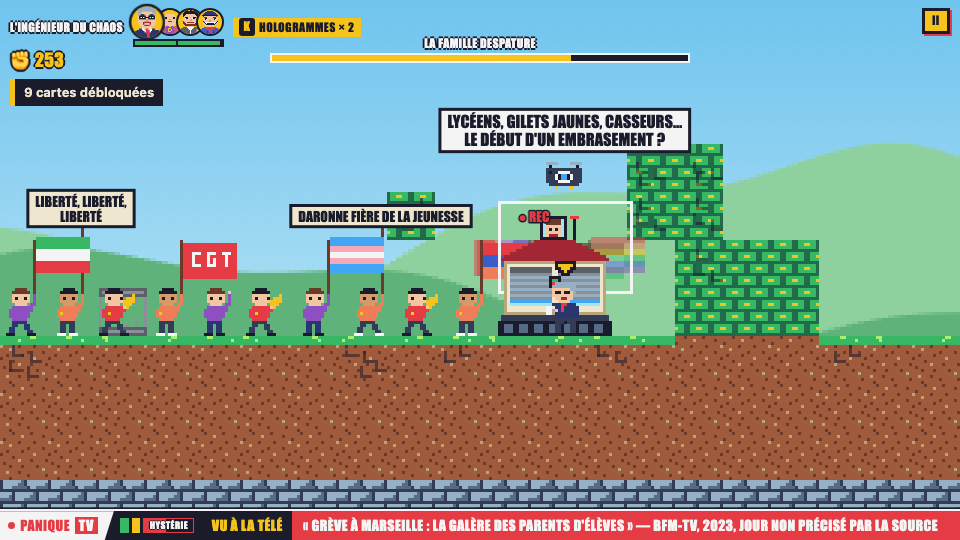 L'INGÉNIEUR DU CHAOS
HOLOGRAMMES × 2
LA FAMILLE DESPATURE
253
9 cartes débloquées
LYCÉENS, GILETS JAUNES, CASSEURS...
LE DÉBUT D'UN EMBRASEMENT ?
LIBERTÉ, LIBERTÉ,
LIBERTÉ
DARONNE FIÈRE DE LA JEUNESSE
REC
CGT
PANIQUE TV
HYSTÉRIE
VU À LA TÉLÉ
« GRÈVE À MARSEILLE : LA GALÈRE DES PARENTS D'ÉLÈVES » — BFM-TV, 2023, JOUR NON PRÉCISÉ PAR LA SOURCE